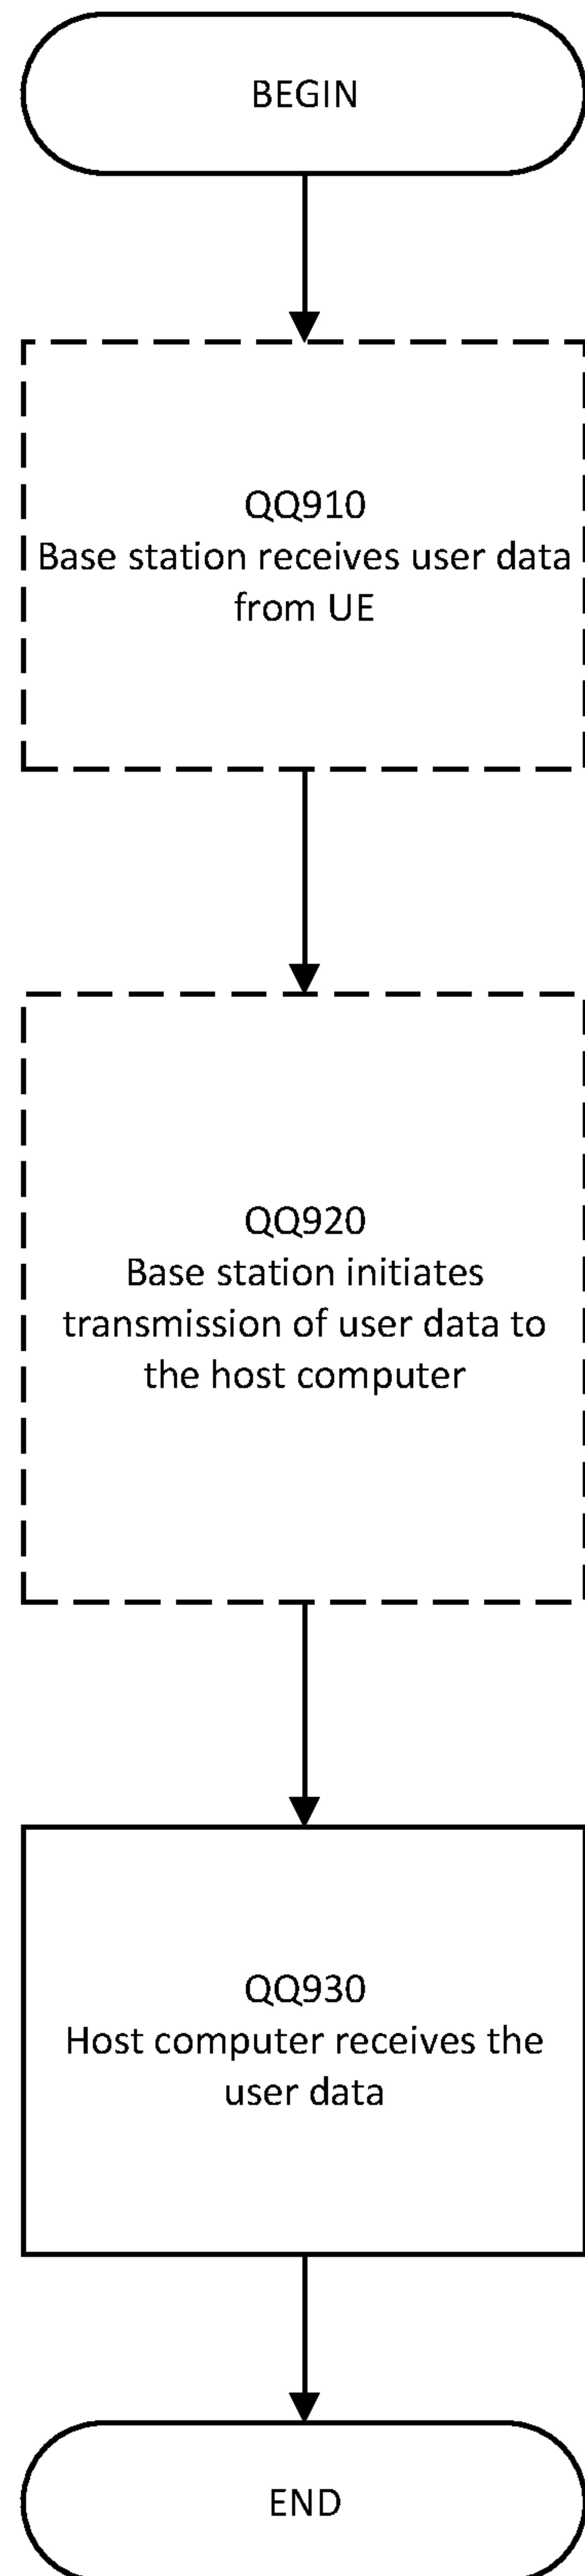 BEGIN
QQ910
Base station receives user data
from UE
QQ920
Base station initiates
transmission of user data to
the host computer
QQ930
Host computer receives the
user data
END